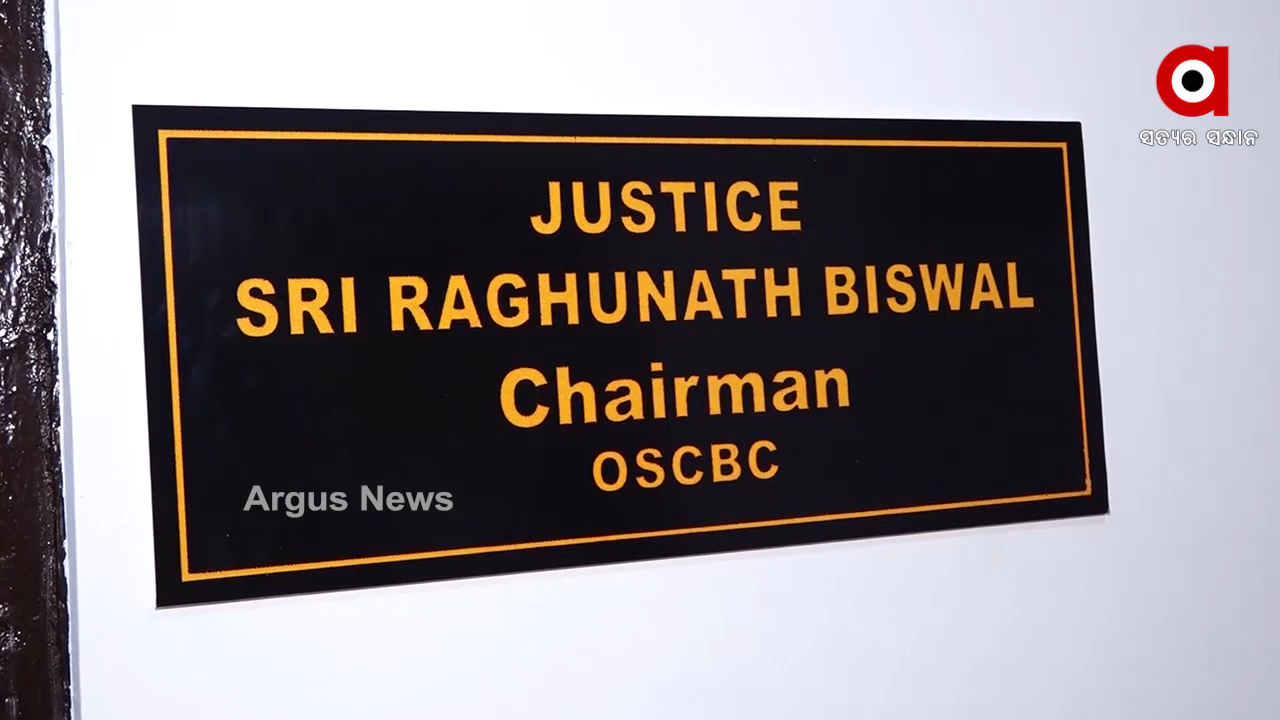 ସତ୍ୟର ସନ୍ଧାନ
JUSTICE
SRI RAGHUNATH BISWAL
Chairman
OSCBC
Argus News